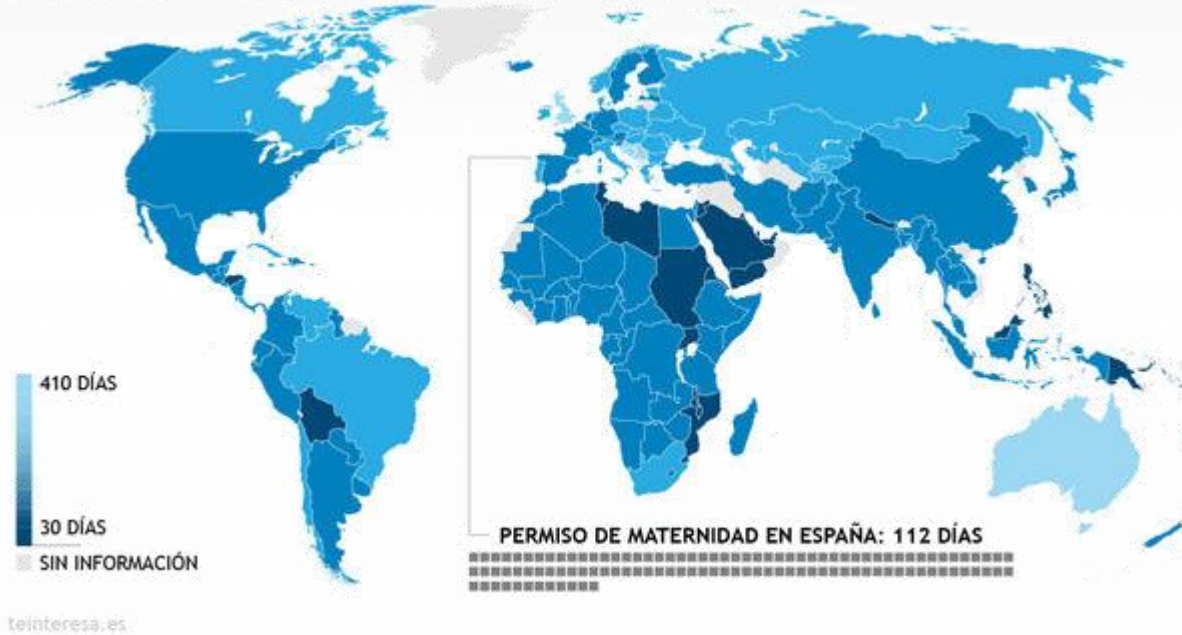 410 DÍAS
30 DÍAS
SIN INFORMACIÓN
PERMISO DE MATERNIDAD EN ESPAÑA: 112 DÍAS
teinteresa.es